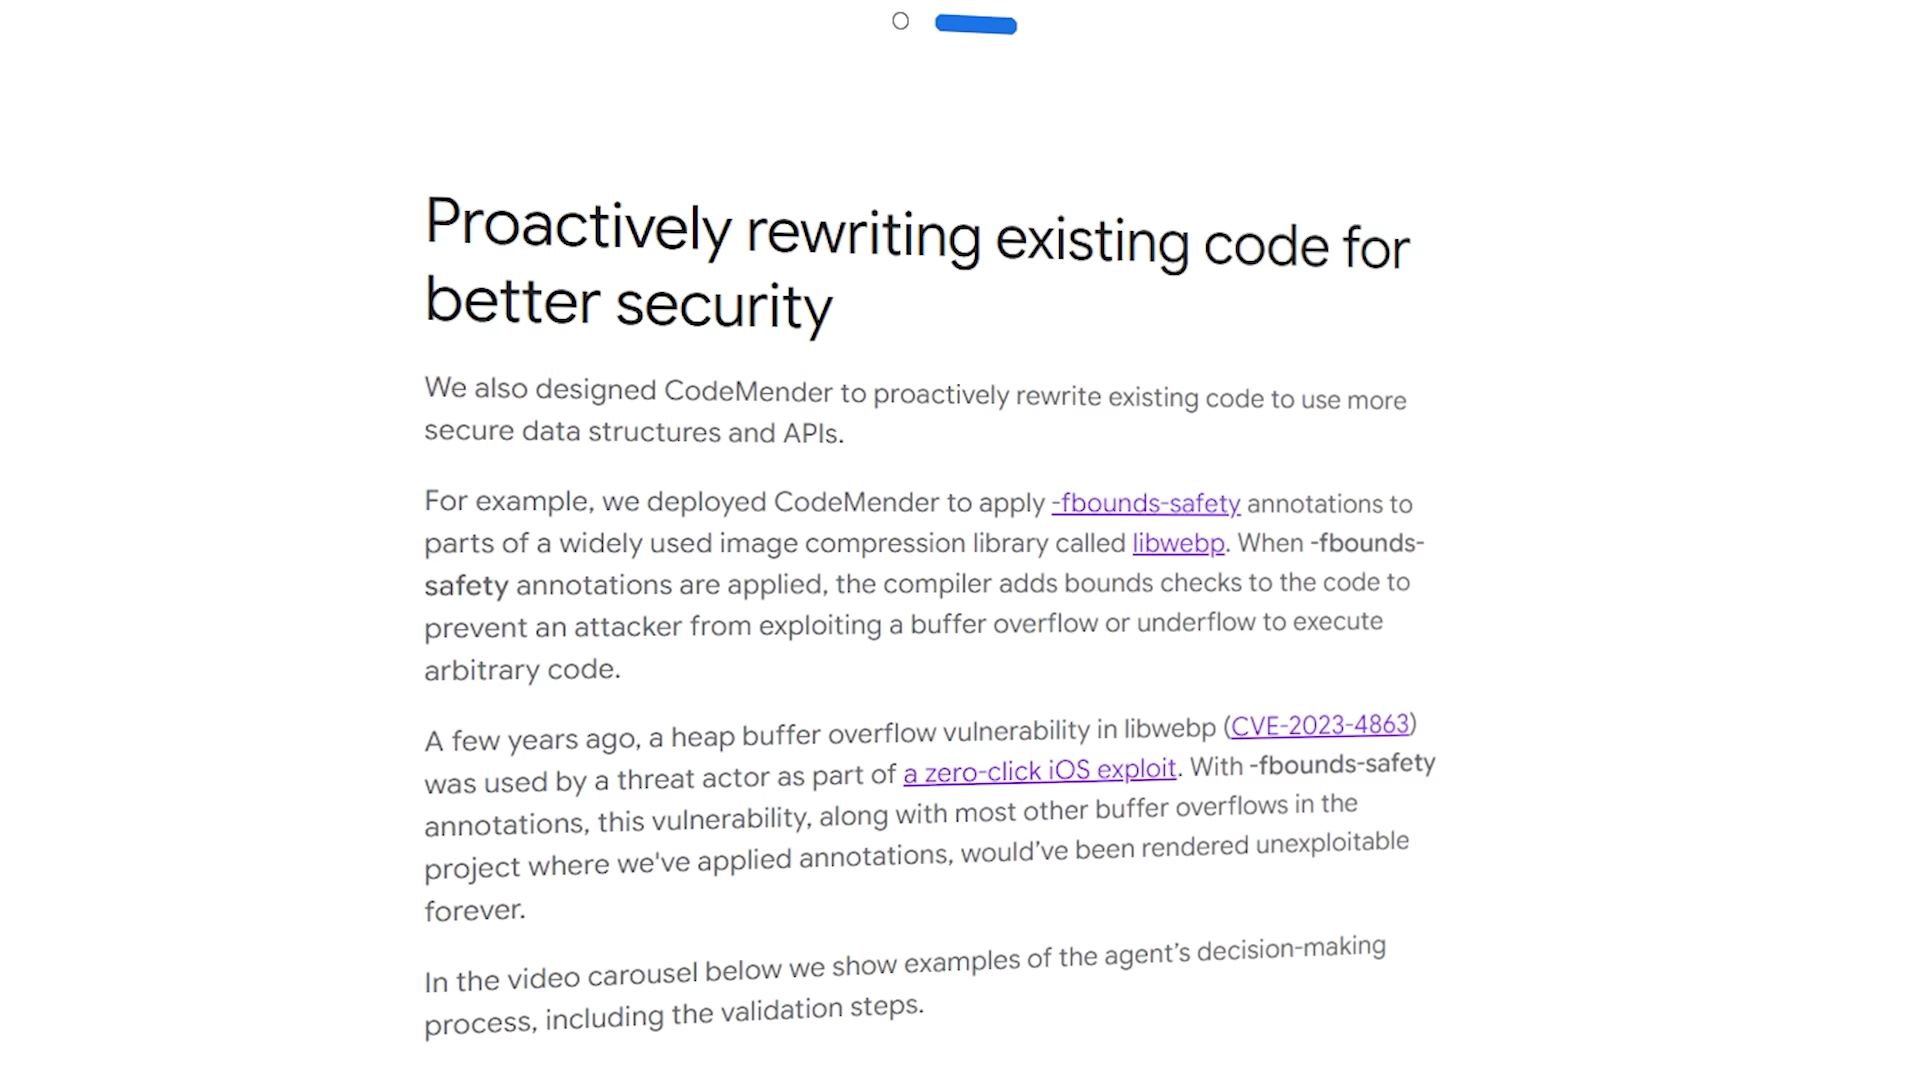 Proactively rewriting existing code for
better security
We also designed CodeMender to proactively rewrite existing code to use more
secure data structures and APIs.
For example, we deployed CodeMender to apply -fbounds-safety annotations to
parts of a widely used image compression library called libwebp. When -fbounds-
safety annotations are applied, the compiler adds bounds checks to the code to
prevent an attacker from exploiting a buffer overflow or underflow to execute
arbitrary code.
A few years ago, a heap buffer overflow vulnerability in libwebp (CVE-2023-4863)
was used by a threat actor as part of a zero-click iOS exploit. With -fbounds-safety
annotations, this vulnerability, along with most other buffer overflows in the
project where we've applied annotations, would’ve been rendered unexploitable
forever.
In the video carousel below we show examples of the agent’s decision-making
process, including the validation steps.